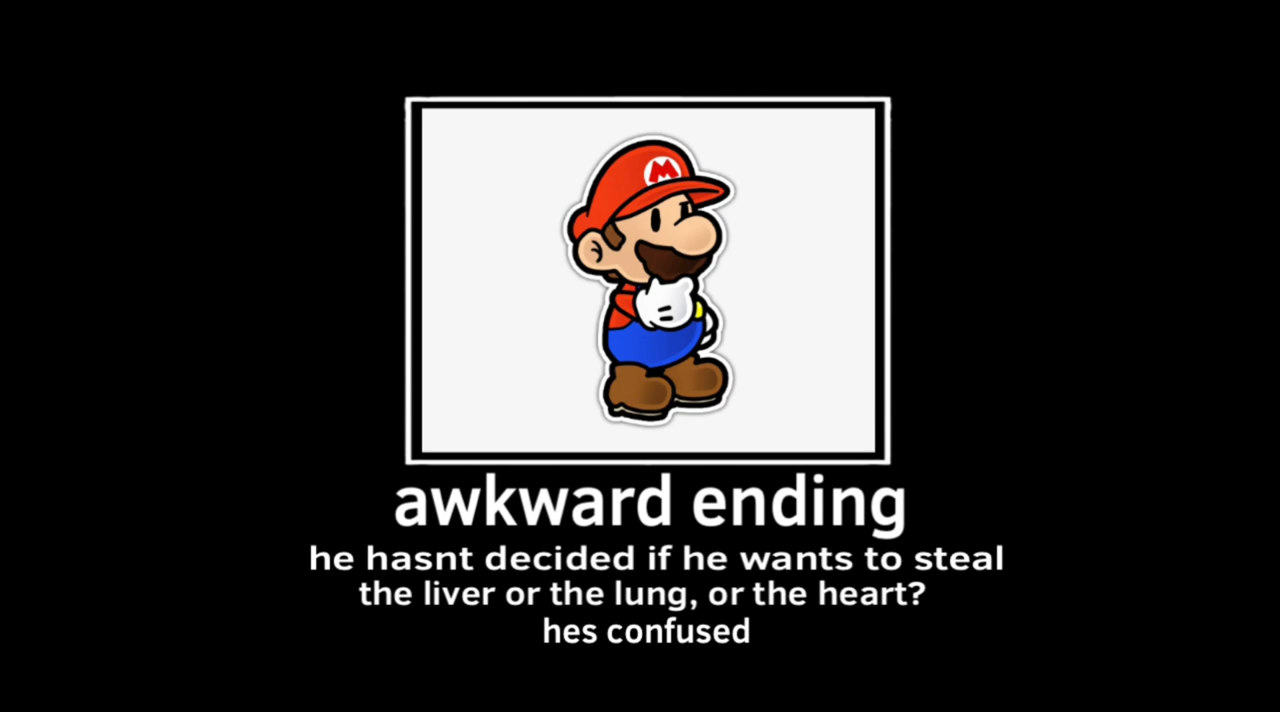 M
awkward ending
he hasnt decided if he wants to steal
the liver or the lung, or the heart?
hes confused